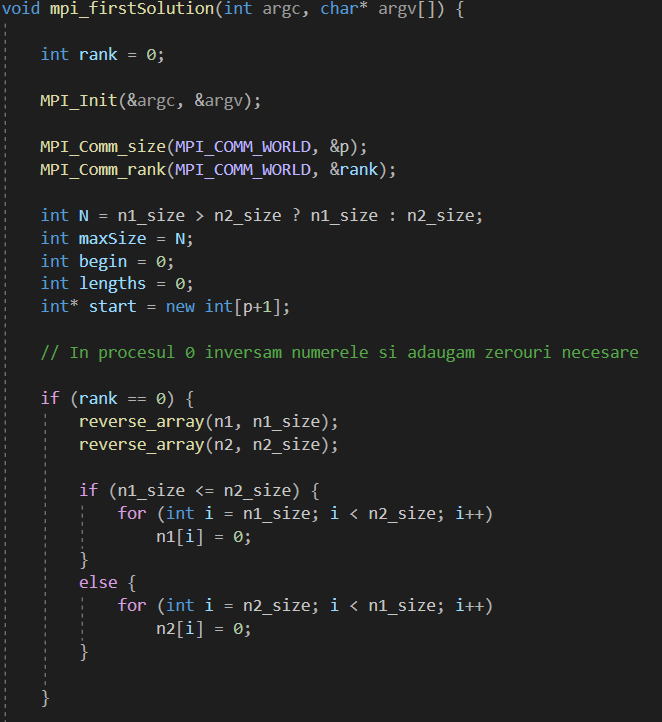 void mpi_firstSolution(int argc, char* argv[]) {
int rank = 0;
MPI_Init(&argc, &argv);
MPI_Comm_size(MPI_COMM_WORLD, &p);
MPI_Comm_rank(MPI_COMM_WORLD, &rank);
int N = n1_size > n2_size ? n1_size : n2_size;
int maxSize = N;
int begin = 0;
int lengths = 0;
int* start = new int[p+1];
// In procesul 0 inversam numerele si adaugam zerouri necesare
if (rank == 0) {
reverse_array(n1, n1_size);
reverse_array(n2, n2_size);
if (n1_size <= n2_size) {
for (int i = n1_size; i < n2_size; i++)
n1[i] = 0;
}
else {
for (int i = n2_size; i < n1_size; i++)
n2[i] = 0;
}
}